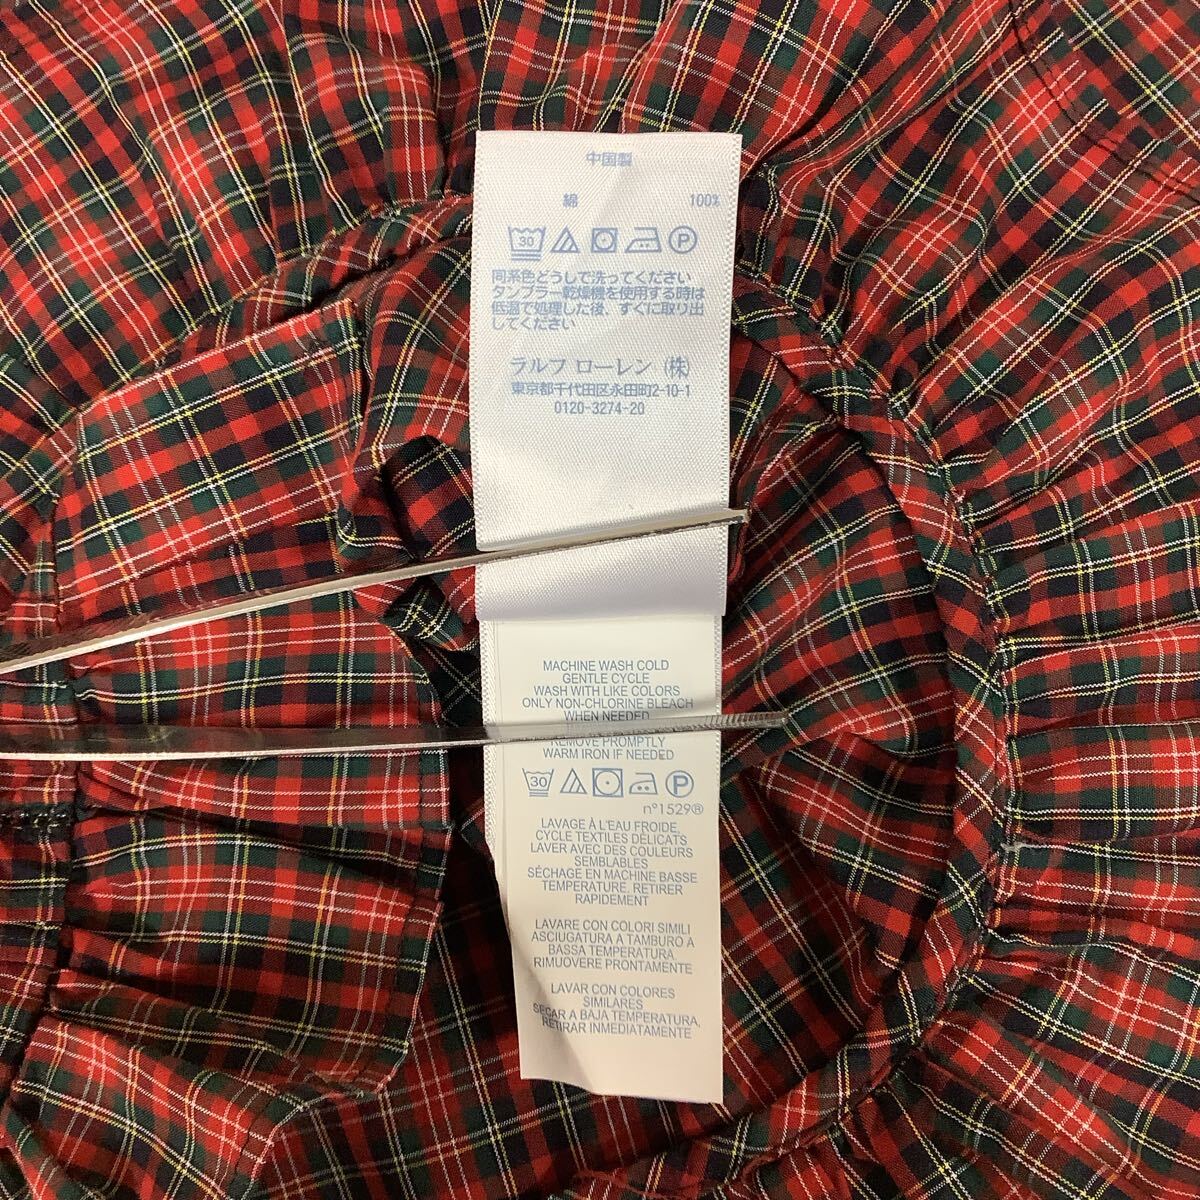 中国製
綿 100%
30 P
同系色どうしで洗ってください
タンブラー乾燥機を使用する時は
低温で処理した後、すぐに取り出
してください
ラルフ ローレン (株)
東京都千代田区永田町2-10-1
0120-3274-20
MACHINE WASH COLD
GENTLE CYCLE
WASH WITH LIKE COLORS
ONLY NON-CHLORINE BLEACH
WHEN NEEDED
REMOVE PROMPTLY
WARM IRON IF NEEDED
30 P
n°1529®
LAVAGE À L'EAU FROIDE,
CYCLE TEXTILES DÉLICATS
LAVER AVEC DES COULEURS
SEMBLABLES
SÉCHAGE EN MACHINE BASSE
TEMPERATURE, RETIRER
RAPIDEMENT
LAVARE CON COLORI SIMILI
ASCIUGATURA A TAMBURO A
BASSA TEMPERATURA,
RIMUOVERE PRONTAMENTE
LAVAR CON COLORES
SIMILARES
SECAR A BAJA TEMPERATURA,
RETIRAR INMEDIATAMENTE